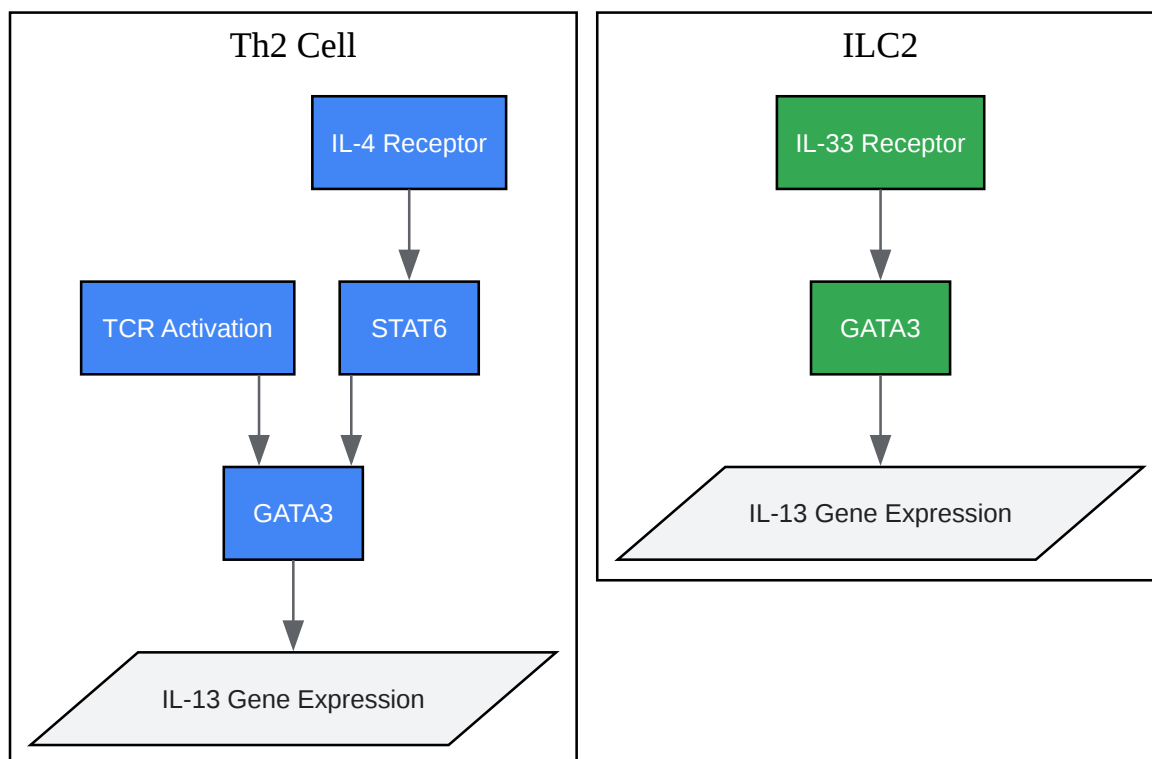 Th2 Cell
IL-4 Receptor
TCR Activation
STAT6
GATA3
IL-13 Gene Expression
ILC2
IL-33 Receptor
GATA3
IL-13 Gene Expression